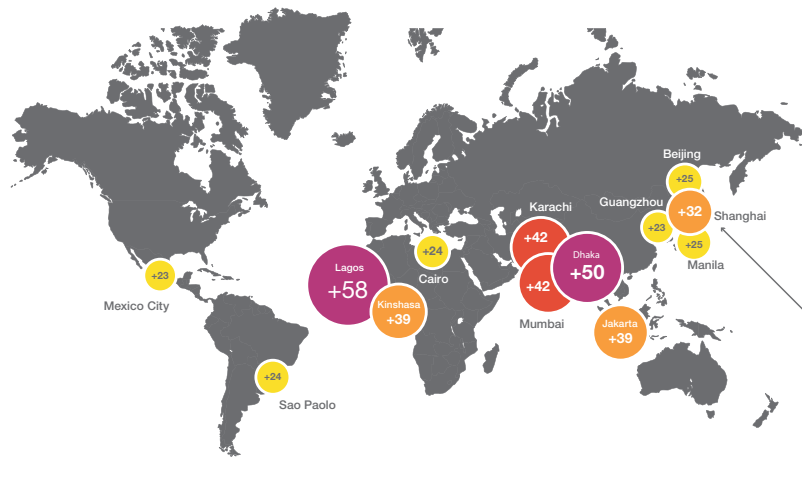 Beijing
+25
Guangzhou
+23
+32
Shanghai
+25
Manila
Karachi
+42
Dhaka
+50
+42
Mumbai
Jakarta
+39
+24
Cairo
Lagos
+58
Kinshasa
+39
+23
Mexico City
+24
Sao Paolo